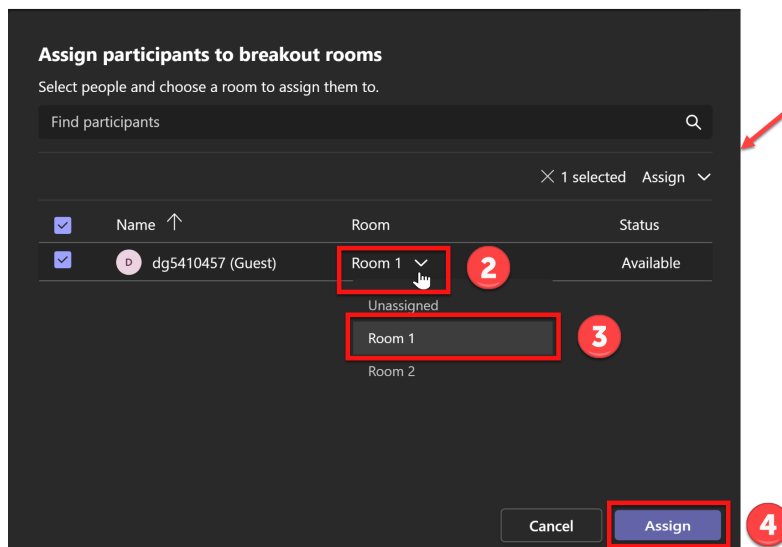 Assign participants to breakout rooms
Select people and choose a room to assign them to.
Find participants
1 selected Assign
Name Room Status
D dg5410457 (Guest) Room 1 2 Available
Unassigned
Room 1 3
Room 2
Cancel Assign 4